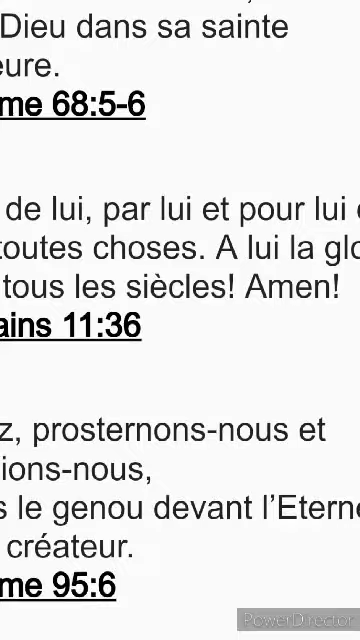 Dieu dans sa sainte
eure.
me 68:5-6
de lui, par lui et pour lui
toutes choses. A lui la glo
tous les siècles! Amen!
ains 11:36
z, prosternons-nous et
ions-nous,
s le genou devant l’Eterne
créateur.
me 95:6
PowerDirector